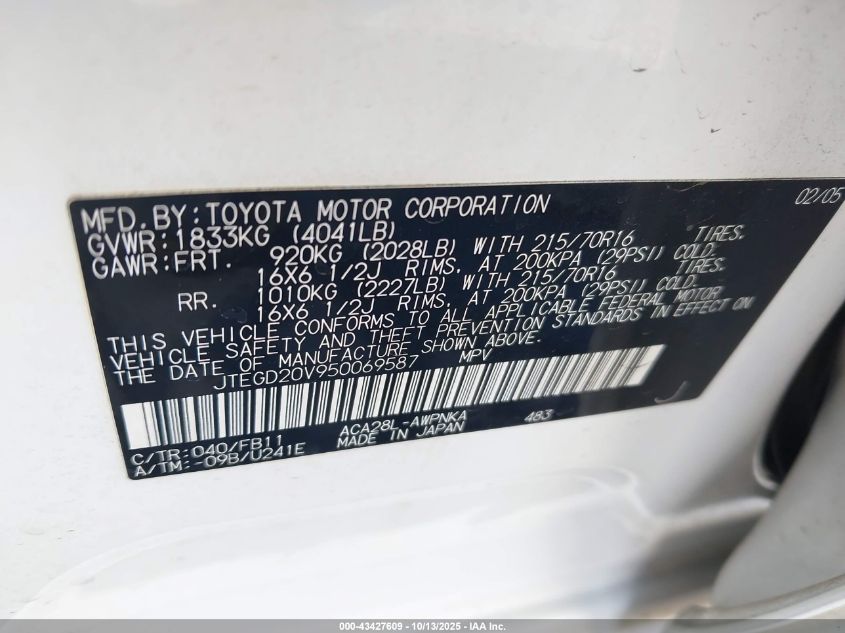 02/05
MFD. BY: TOYOTA MOTOR CORPORATION
GVWR: 1833KG (4041LB)
GAWR: FRT. 920KG (2028LB) WITH 215/70R16 TIRES.
16X6 1/2J RIMS. AT 200KPA (29PSI) COLD.
RR. 1010KG (2227LB) WITH 215/70R16 TIRES.
16X6 1/2J RIMS. AT 200KPA (29PSI) COLD.
THIS VEHICLE CONFORMS TO ALL APPLICABLE FEDERAL MOTOR
VEHICLE SAFETY AND THEFT PREVENTION STANDARDS IN EFFECT ON
THE DATE OF MANUFACTURE SHOWN ABOVE.
JTEGD20V950069587 MPV
J
C/TR: 040/FB11 ACA28L-AWPNKA 483
A/TM: -09B/U241E MADE IN JAPAN
000-43427609 | 10/13/2025 - IAA Inc.